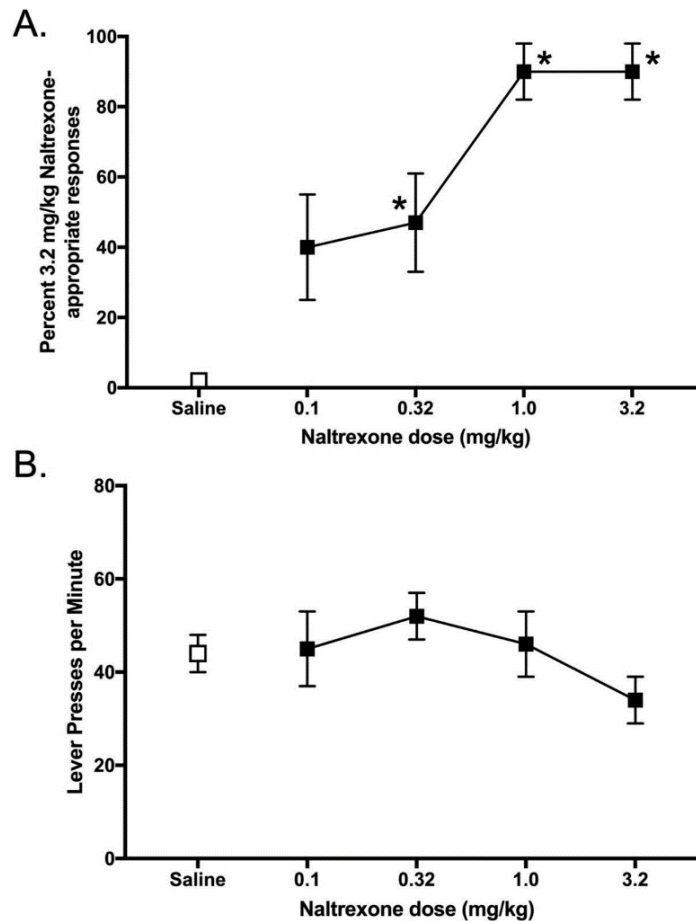 A.
100
80
60
40
20
0
Percent 3.2 mg/kg Naltrexone-
appropriate responses
*
*
*
Saline 0.1 0.32 1.0 3.2
Naltrexone dose (mg/kg)
B.
80
60
40
20
0
Lever Presses per Minute
Saline 0.1 0.32 1.0 3.2
Naltrexone dose (mg/kg)